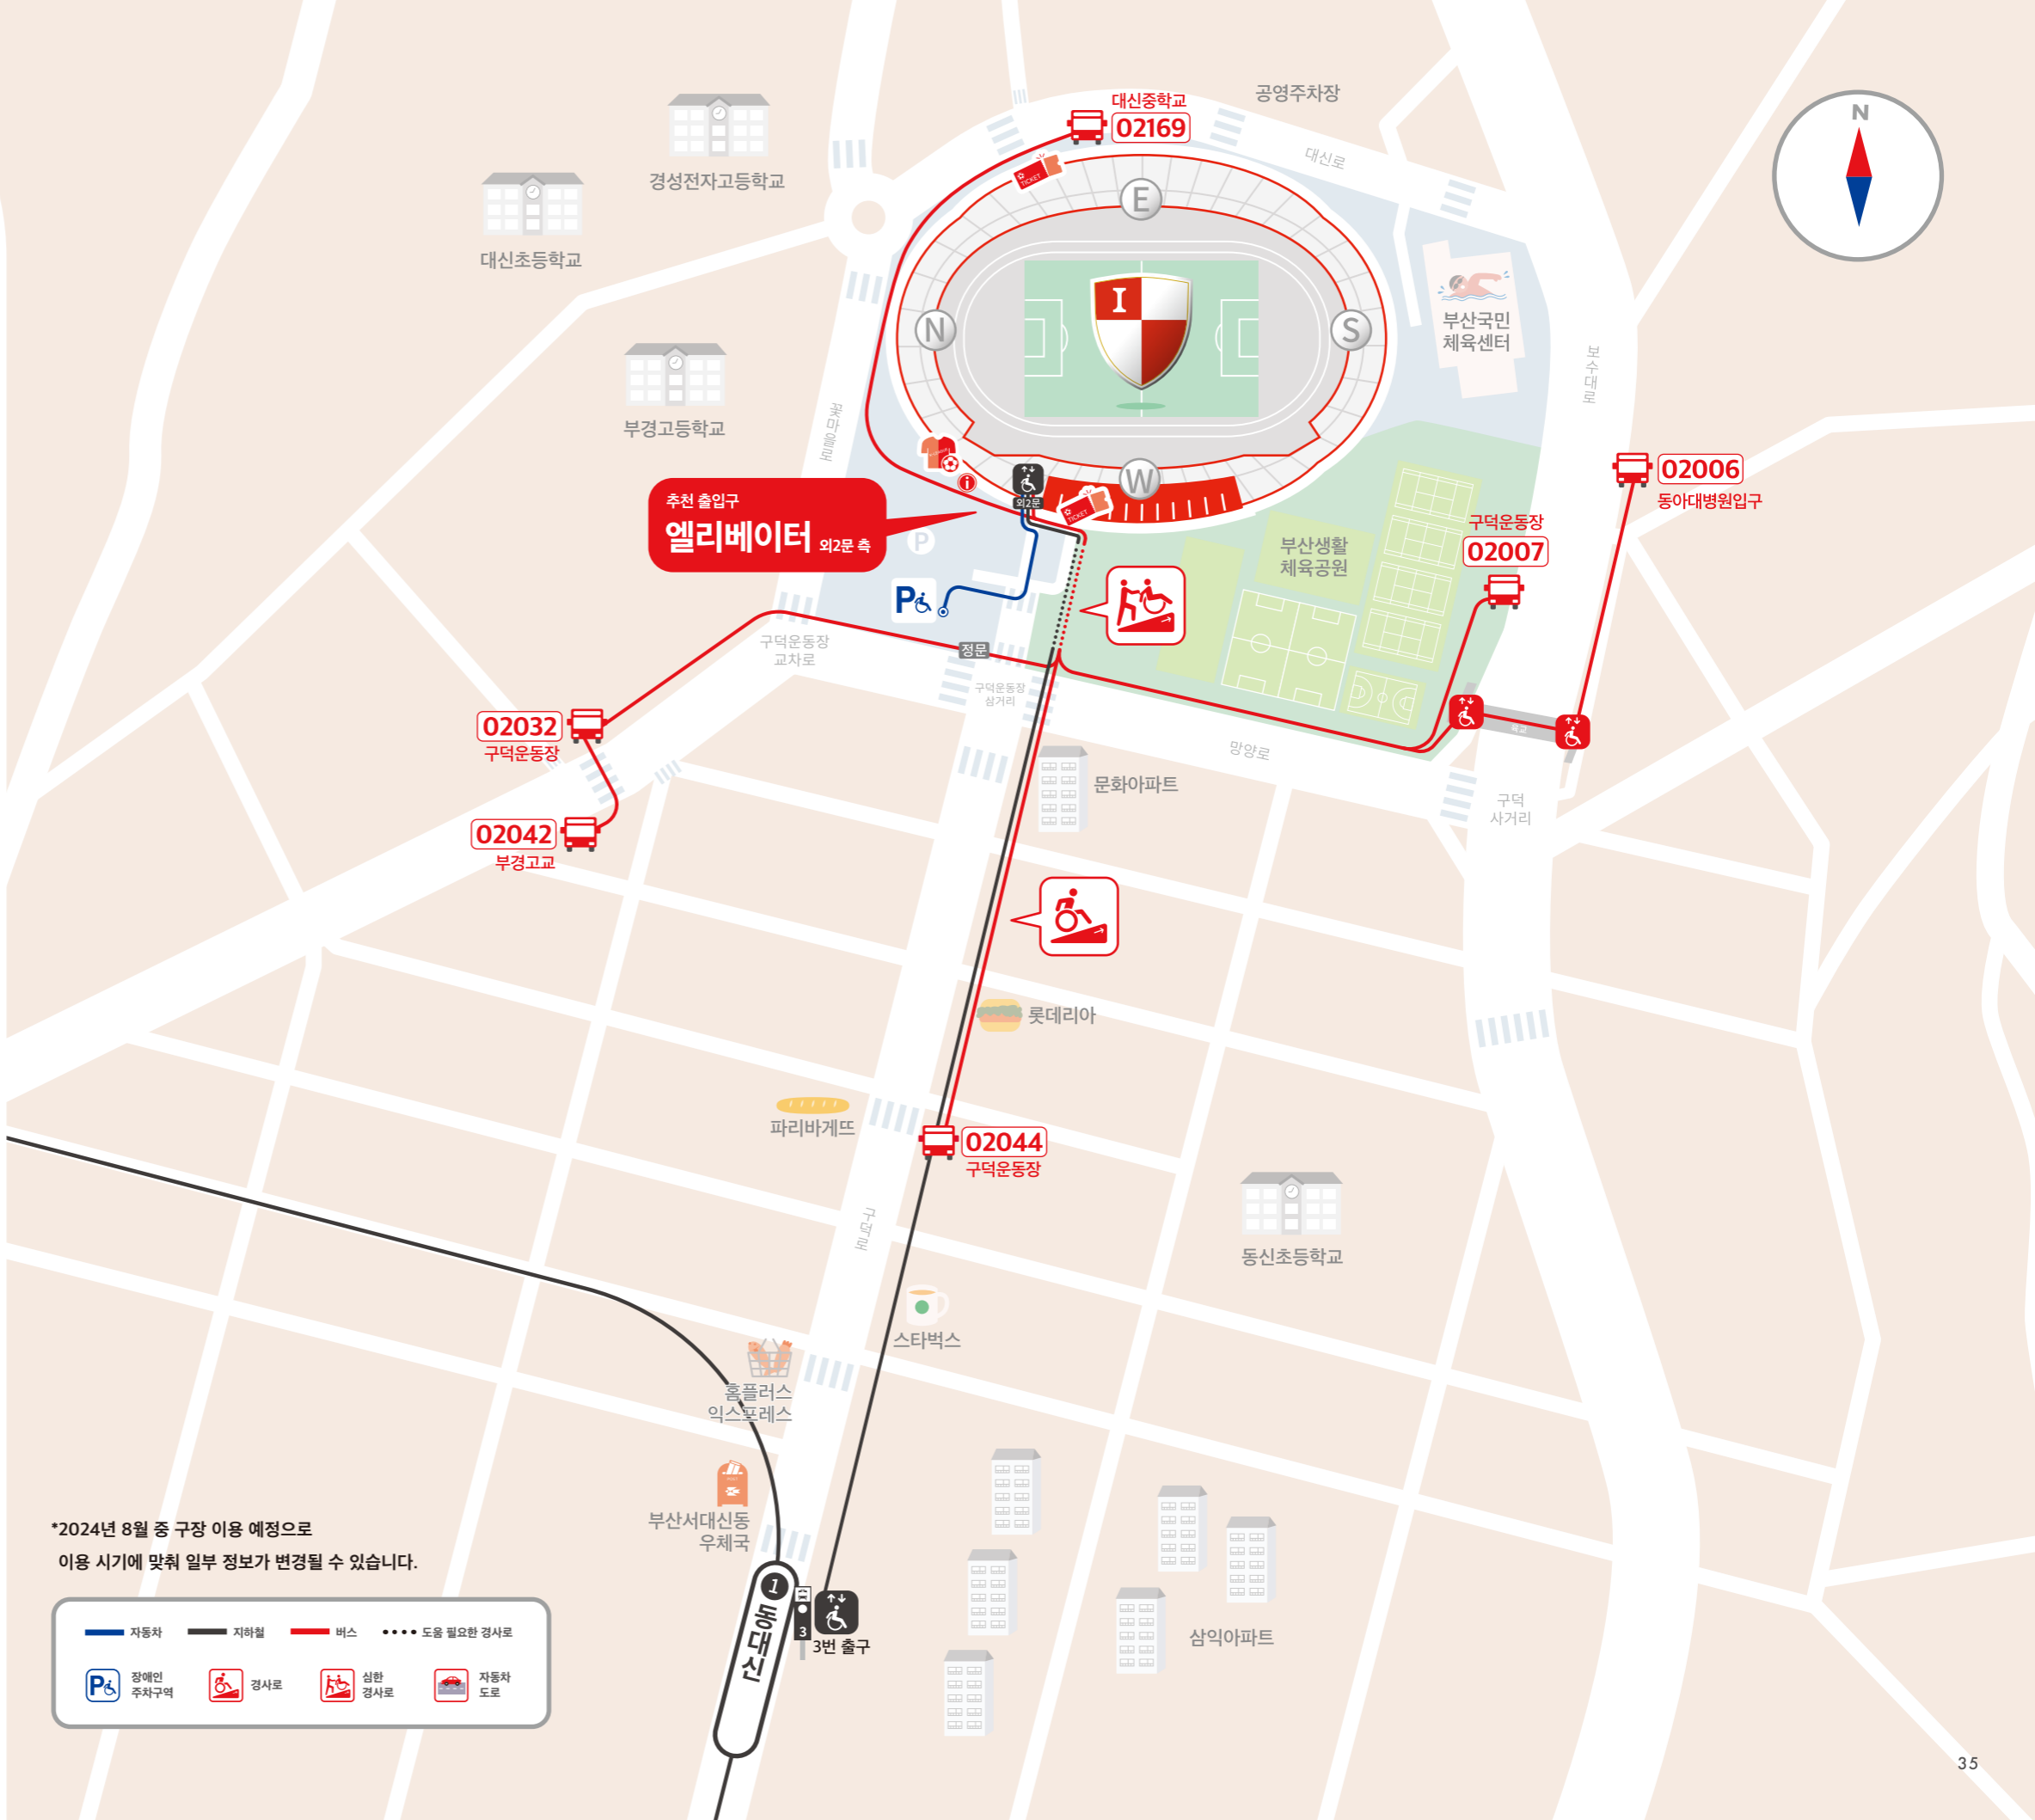 공영주차장
N
대신중학교
02169
TICKET
대신로
경성전자고등학교
대신초등학교
E
I
N
S
W
부산국민
체육센터
보수대로
꽃마을로
부경고등학교
추천 출입구
엘리베이터 외2문 측
외2문
TICKET
P
P
02006
동아대병원입구
구덕운동장
02007
부산생활
체육공원
정문
구덕운동장
교차로
구덕운동장
삼거리
02032
구덕운동장
02042
부경고교
육교
망양로
구덕
사거리
문화아파트
롯데리아
파리바게뜨
02044
구덕운동장
구덕로
동신초등학교
스타벅스
홈플러스
익스프레스
부산서대신동
우체국
1
동대신
3
3번 출구
삼익아파트
*2024년 8월 중 구장 이용 예정으로
이용 시기에 맞춰 일부 정보가 변경될 수 있습니다.
자동차
지하철
버스
도움 필요한 경사로
P
장애인
주차구역
경사로
심한
경사로
자동차
도로
35